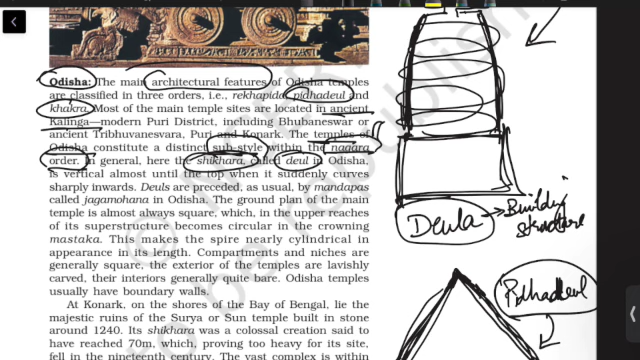 Odisha: The main architectural features of Odisha temples
are classified in three orders, i.e., rekhapida, pidhadeul and
khakra. Most of the main temple sites are located in ancient
Kalinga—modern Puri District, including Bhubaneswar or
ancient Tribhuvanesvara, Puri and Konark. The temples of
Odisha constitute a distinct sub-style within the nagara
order. In general, here the shikhara, called deul in Odisha,
is vertical almost until the top when it suddenly curves
sharply inwards. Deuls are preceded, as usual, by mandapas
called jagamohana in Odisha. The ground plan of the main
temple is almost always square, which, in the upper reaches
of its superstructure becomes circular in the crowning
mastaka. This makes the spire nearly cylindrical in
appearance in its length. Compartments and niches are
generally square, the exterior of the temples are lavishly
carved, their interiors generally quite bare. Odisha temples
usually have boundary walls.
At Konark, on the shores of the Bay of Bengal, lie the
majestic ruins of the Surya or Sun temple built in stone
around 1240. Its shikhara was a colossal creation said to
have reached 70m, which, proving too heavy for its site,
fell in the nineteenth century. The vast complex is within
Deula → Building
structure
Pidhadeul